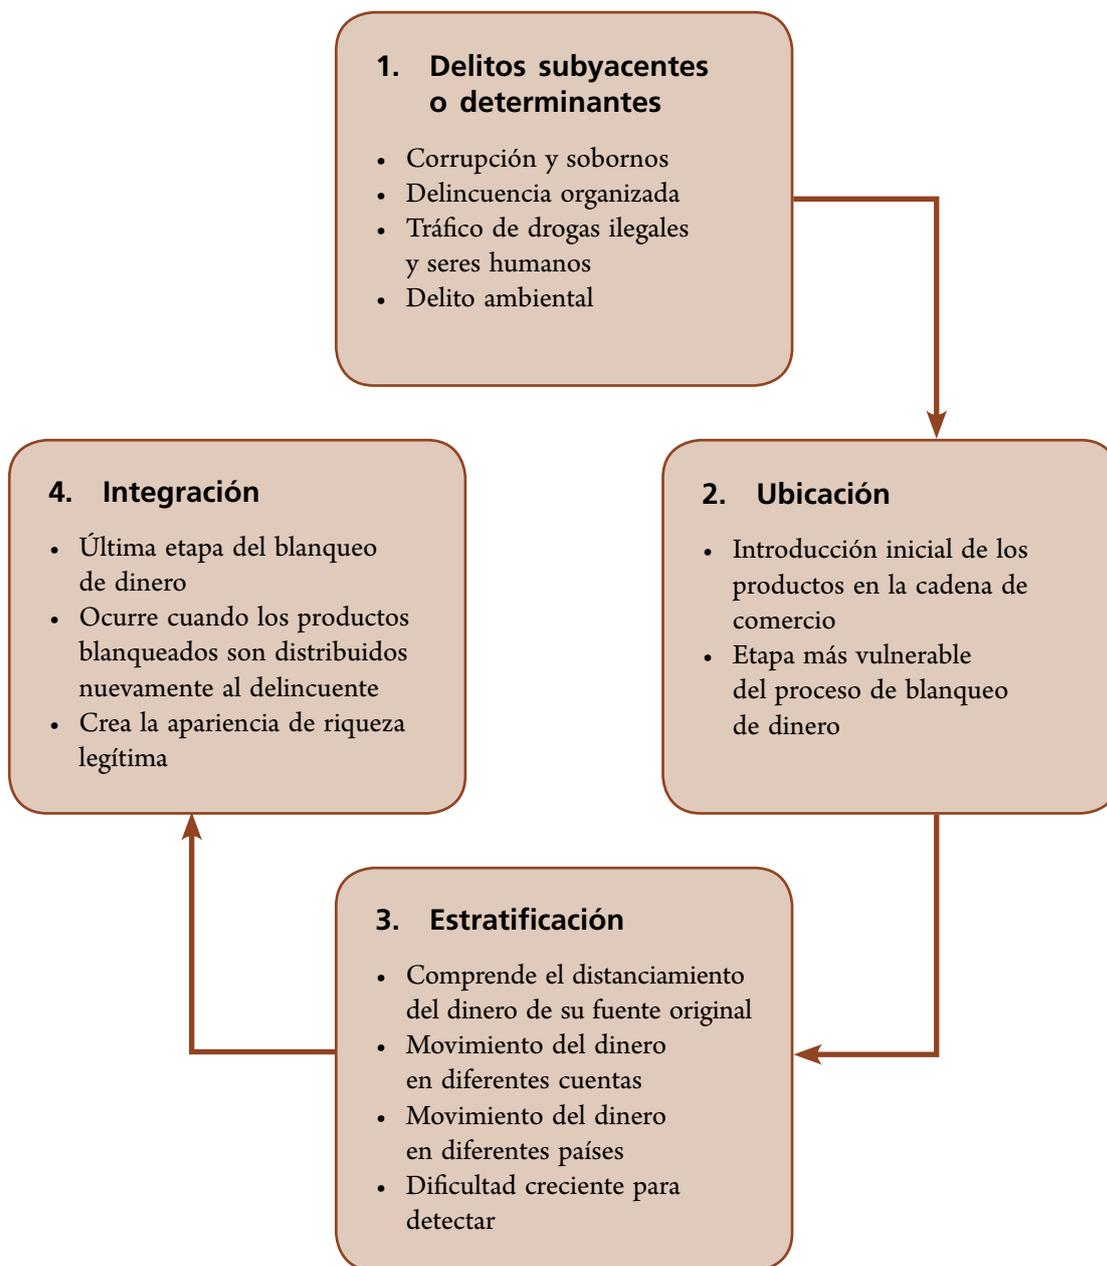 1. Delitos subyacentes
o determinantes
• Corrupción y sobornos
• Delincuencia organizada
• Tráfico de drogas ilegales
y seres humanos
• Delito ambiental
2. Ubicación
• Introducción inicial de los
productos en la cadena de
comercio
• Etapa más vulnerable
del proceso de blanqueo
de dinero
3. Estratificación
• Comprende el distanciamiento
del dinero de su fuente original
• Movimiento del dinero
en diferentes cuentas
• Movimiento del dinero
en diferentes países
• Dificultad creciente para
detectar
4. Integración
• Última etapa del blanqueo
de dinero
• Ocurre cuando los productos
blanqueados son distribuidos
nuevamente al delincuente
• Crea la apariencia de riqueza
legítima